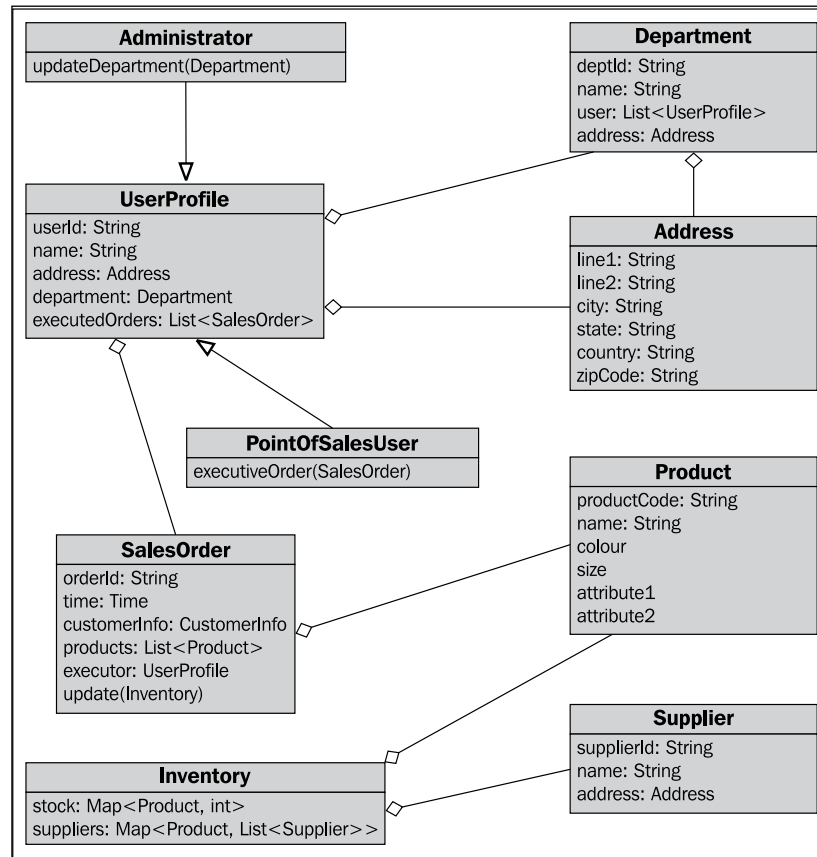 Administrator
updateDepartment(Department)
Department
deptId: String
name: String
user: List<UserProfile>
address: Address
UserProfile
userId: String
name: String
address: Address
department: Department
executedOrders: List<SalesOrder>
Address
line1: String
line2: String
city: String
state: String
country: String
zipCode: String
PointOfSalesUser
executiveOrder(SalesOrder)
Product
productCode: String
name: String
colour
size
attribute1
attribute2
SalesOrder
orderId: String
time: Time
customerInfo: CustomerInfo
products: List<Product>
executor: UserProfile
update(Inventory)
Supplier
supplierId: String
name: String
address: Address
Inventory
stock: Map<Product, int>
suppliers: Map<Product, List<Supplier>>